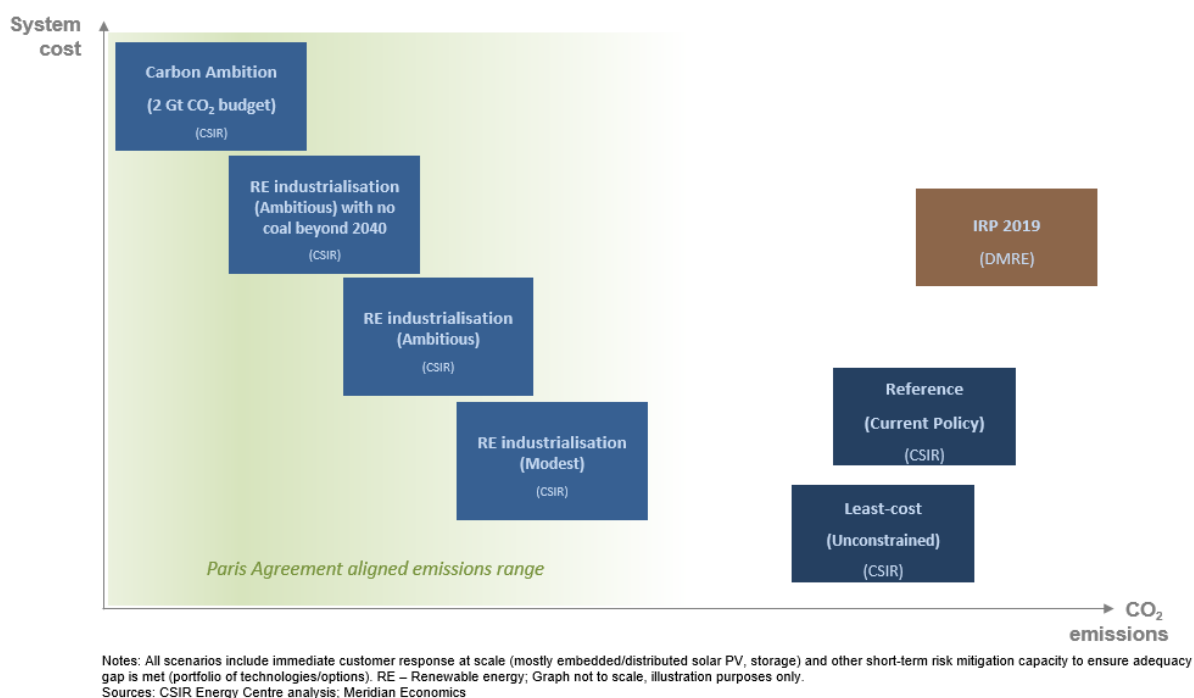 System
cost
Carbon Ambition
(2 Gt CO₂ budget)
(CSIR)
RE industrialisation
(Ambitious) with no
coal beyond 2040
(CSIR)
IRP 2019
(DMRE)
RE industrialisation
(Ambitious)
(CSIR)
Reference
(Current Policy)
(CSIR)
RE industrialisation
(Modest)
(CSIR)
Least-cost
(Unconstrained)
(CSIR)
Paris Agreement aligned emissions range
CO₂
emissions
Notes: All scenarios include immediate customer response at scale (mostly embedded/distributed solar PV, storage) and other short-term risk mitigation capacity to ensure adequacy
gap is met (portfolio of technologies/options). RE – Renewable energy; Graph not to scale, illustration purposes only.
Sources: CSIR Energy Centre analysis; Meridian Economics